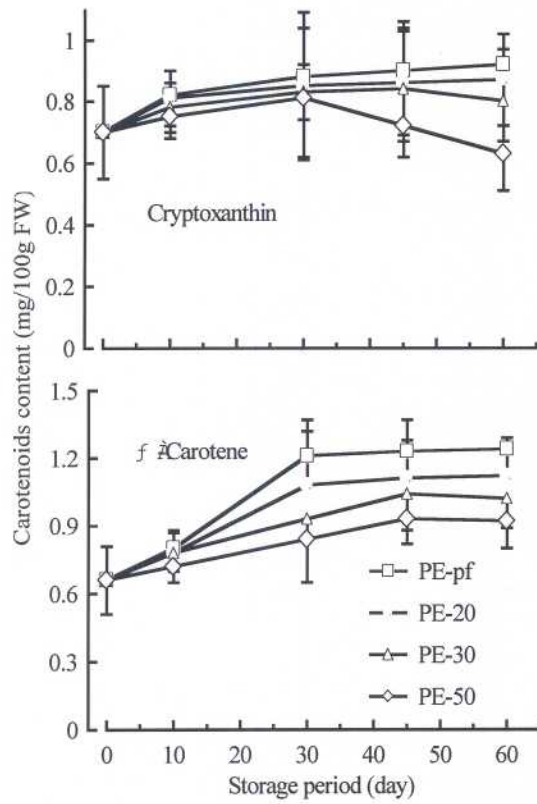 Carotenoids content (mg/100g FW)
1
0.8
0.6
0.8
0.4
0
Cryptoxanthin
1.5
1.2
0.9
0.6
0.3
0
ƒ ÀCarotene
PE-pf
PE-20
PE-30
PE-50
0 10 20 30 40 50 60
Storage period (day)